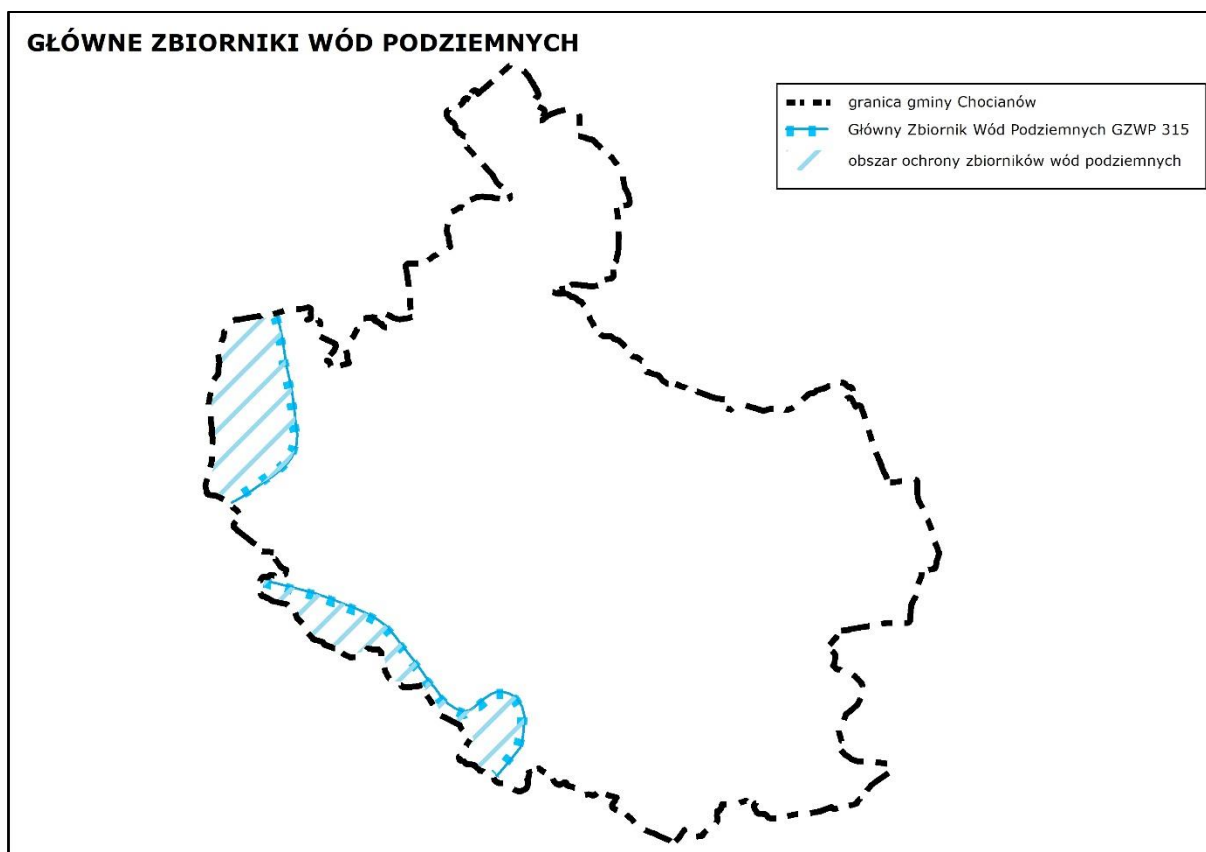 GŁÓWNE ZBIORNIKI WÓD PODZIEMNYCH
granica gminy Chocianów
Główny Zbiornik Wód Podziemnych GZWP 315
obszar ochrony zbiorników wód podziemnych